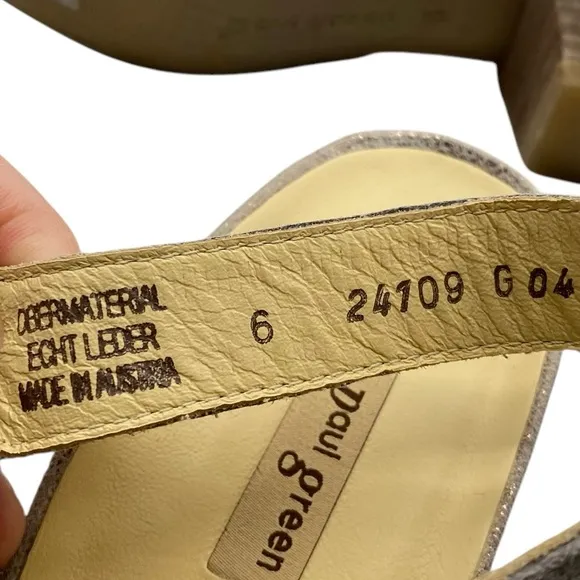 OBERMATERIAL
ECHT LEDER
MADE IN AUSTRIA
6 24109 G 04
Paul green